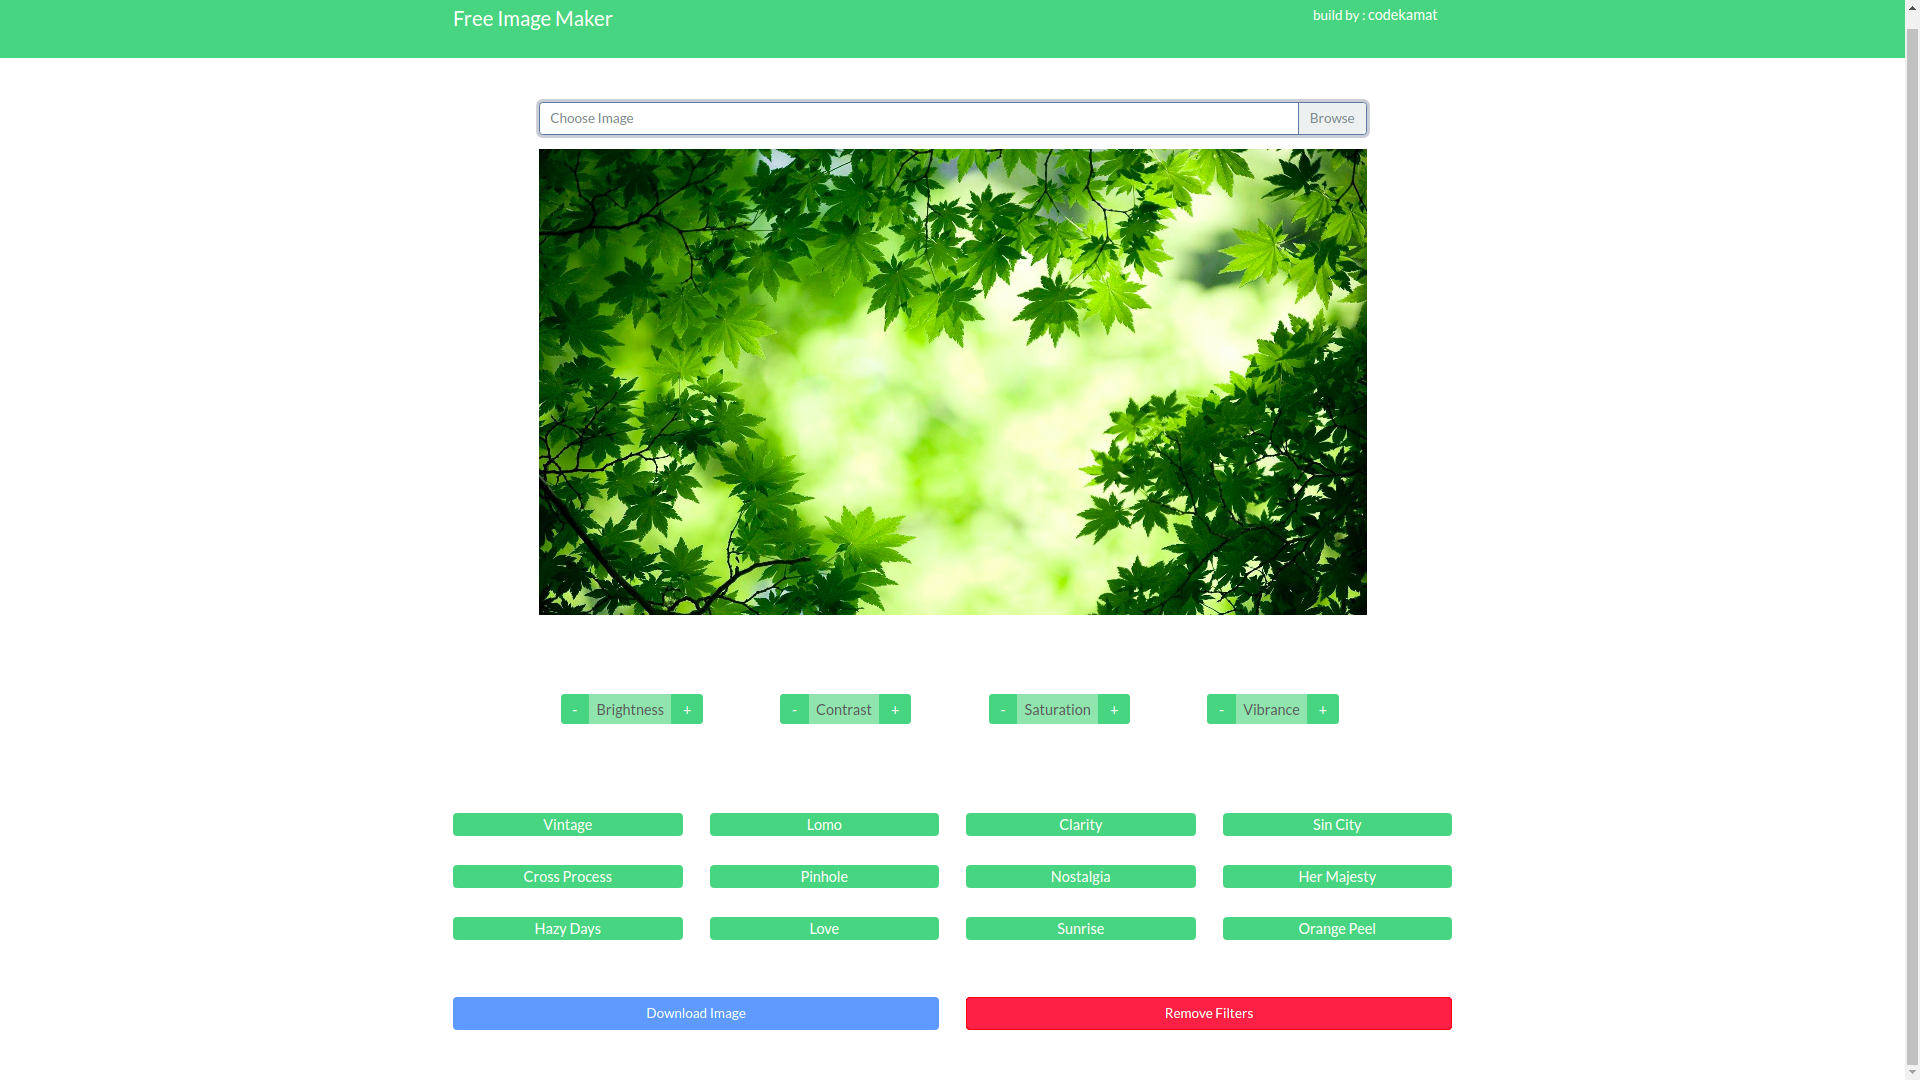 Free Image Maker
build by : codekamat
Choose Image
Browse
- Brightness +
- Contrast +
- Saturation +
- Vibrance +
Vintage
Lomo
Clarity
Sin City
Cross Process
Pinhole
Nostalgia
Her Majesty
Hazy Days
Love
Sunrise
Orange Peel
Download Image
Remove Filters